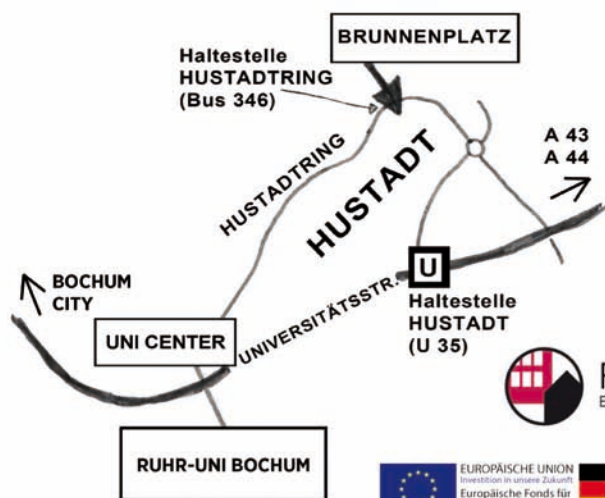 BRUNNENPLATZ
Haltestelle
HUSTADTRING
(Bus 346)
A 43
A 44
HUSTADTRING
HUSTADT
BOCHUM
CITY
UNI CENTER
UNIVERSITÄTSSTR.
U
Haltestelle
HUSTADT
(U 35)
RUHR-UNI BOCHUM
EUROPÄISCHE UNION
Investition in unsere Zukunft
Europäische Fonds für